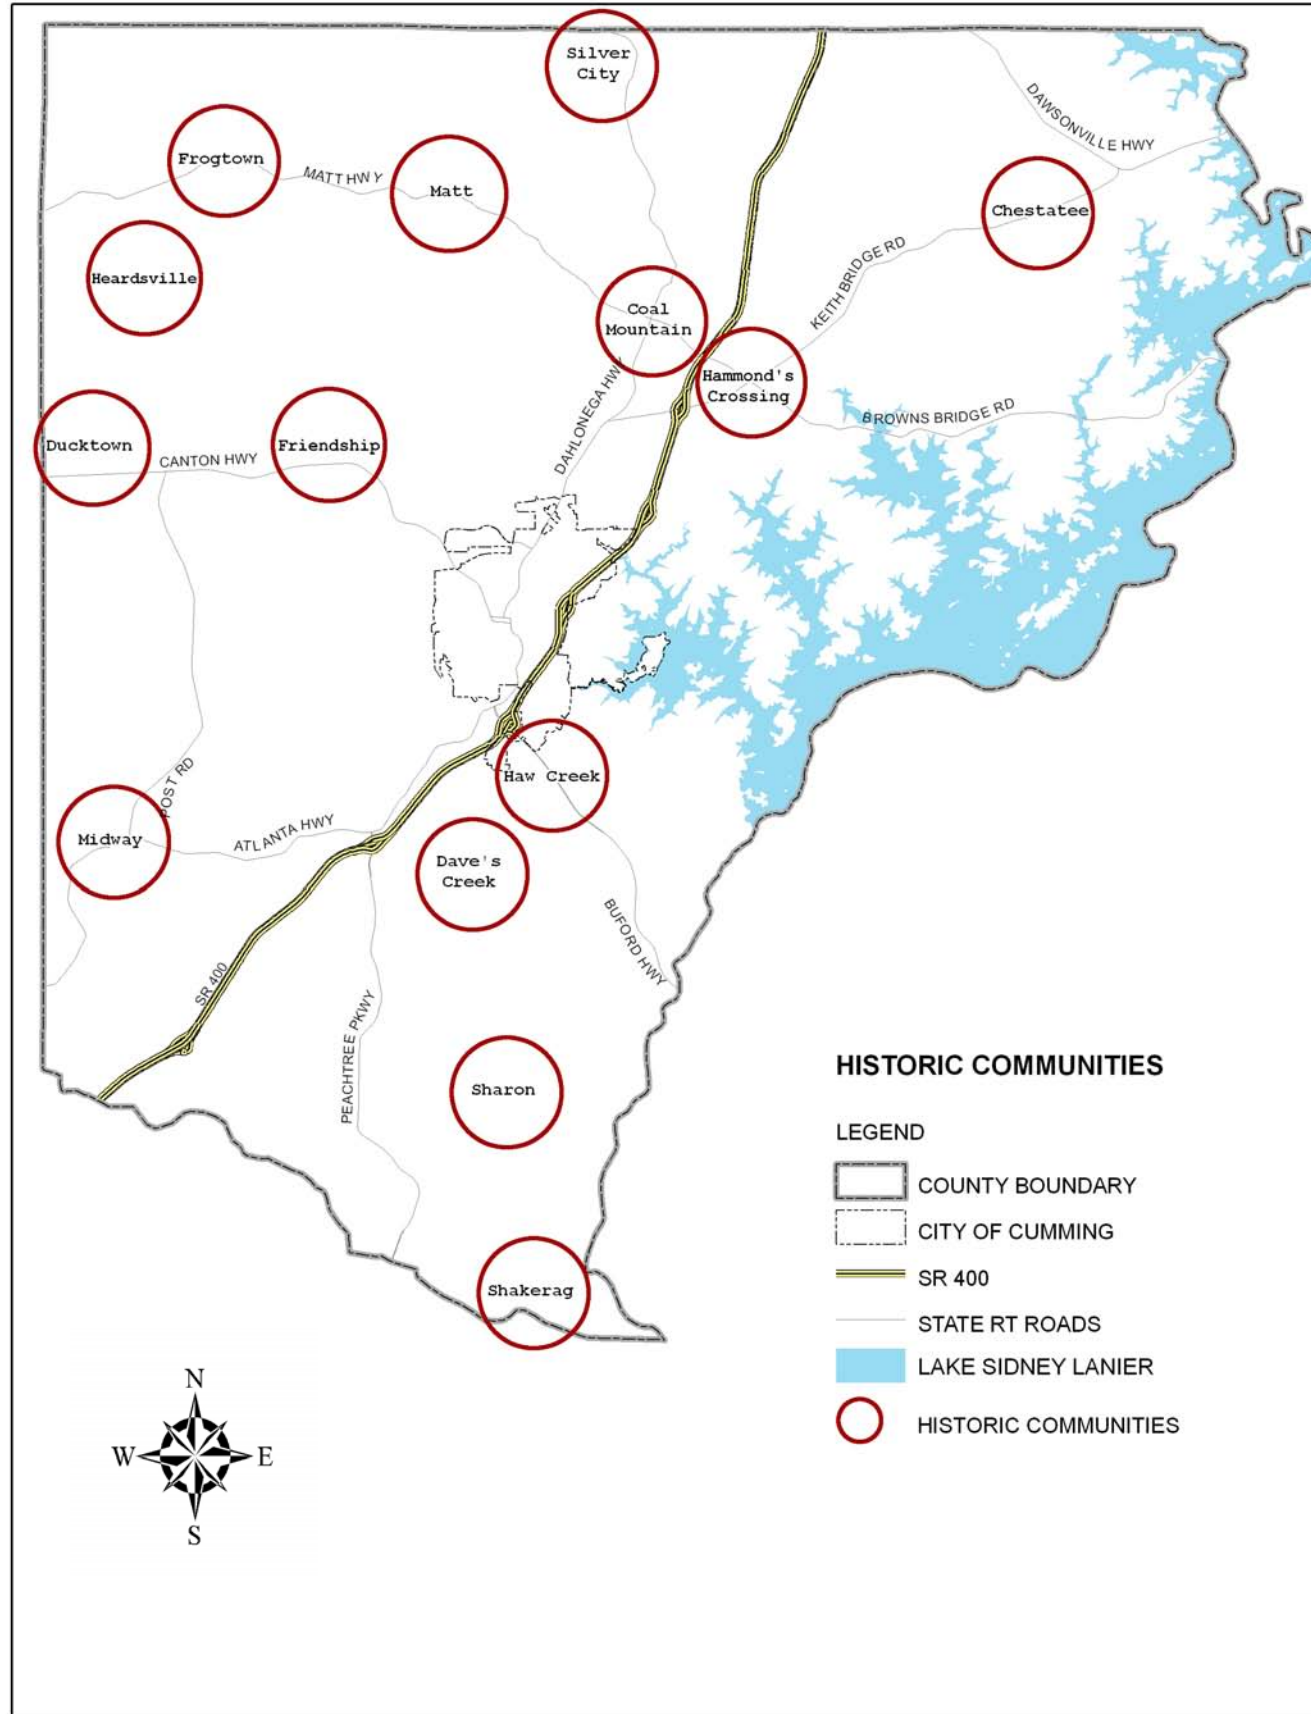 Silver
City
DAWSONVILLE HWY
Frogtown
MATT HWY
Matt
Chestatee
KEITH BRIDGE RD
Heardsville
Coal
Mountain
Hammond's
Crossing
BROWNS BRIDGE RD
DAHLONEGA HWY
Ducktown
CANTON HWY
Friendship
POST RD
Haw Creek
Midway
ATLANTA HWY
Dave's
Creek
BUFORD HWY
SR 400
PEACHTREE PKWY
Sharon
Shakerag
HISTORIC COMMUNITIES
LEGEND
COUNTY BOUNDARY
CITY OF CUMMING
SR 400
STATE RT ROADS
LAKE SIDNEY LANIER
HISTORIC COMMUNITIES
N
W
E
S